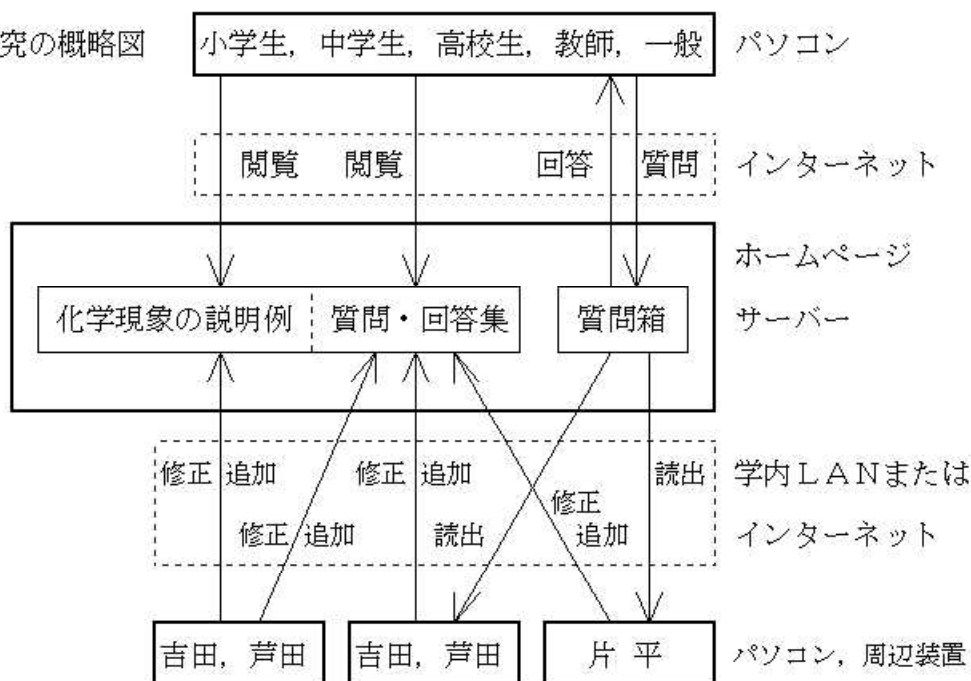 究の概略図 小学生，中学生，高校生，教師，一般 パソコン
閲覧 閲覧 回答 質問 インターネット
ホームページ
化学現象の説明例 質問・回答集 質問箱 サーバー
修正 追加 修正 追加 読出 学内ＬＡＮまたは
修正
修正 追加 読出 追加 インターネット
吉田，芦田 吉田，芦田 片 平 パソコン，周辺装置